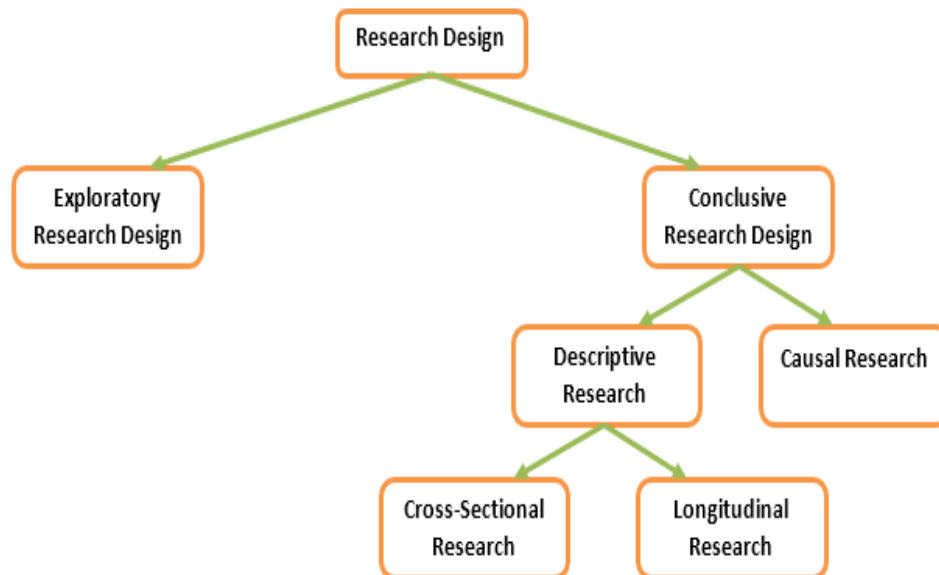 Research Design
Exploratory
Research Design
Conclusive
Research Design
Descriptive
Research
Causal Research
Cross-Sectional
Research
Longitudinal
Research